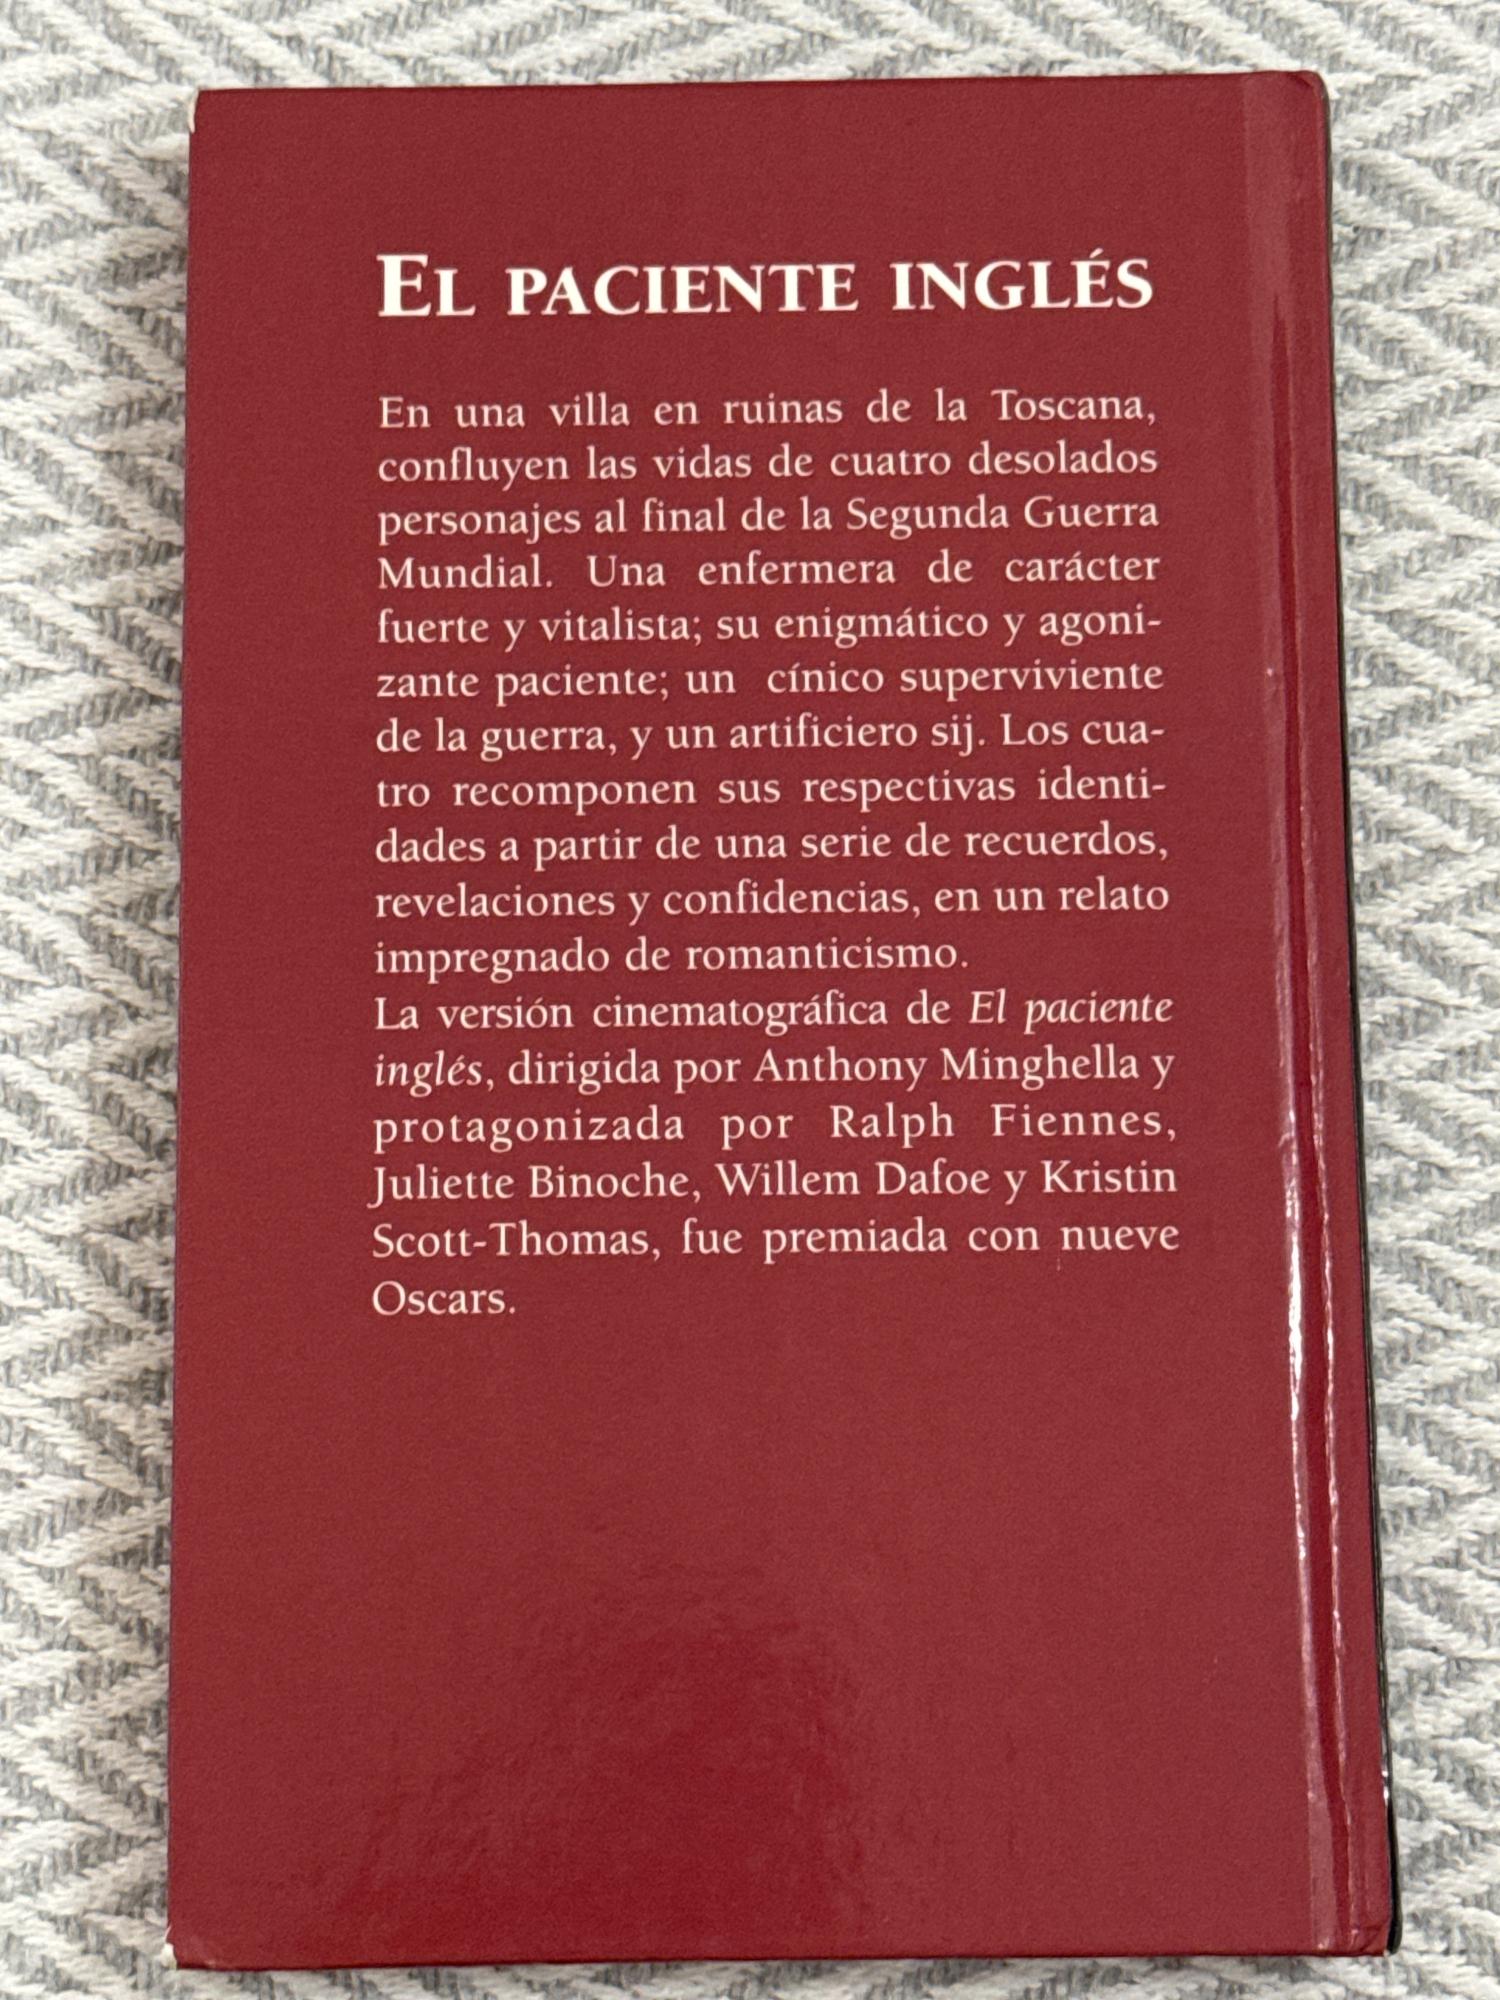 EL PACIENTE INGLÉS
En una villa en ruinas de la Toscana,
confluyen las vidas de cuatro desolados
personajes al final de la Segunda Guerra
Mundial. Una enfermera de carácter
fuerte y vitalista; su enigmático y agoni-
zante paciente; un cínico superviviente
de la guerra, y un artificiero sij. Los cua-
tro recomponen sus respectivas identi-
dades a partir de una serie de recuerdos,
revelaciones y confidencias, en un relato
impregnado de romanticismo.
La versión cinematográfica de El paciente
inglés, dirigida por Anthony Minghella y
protagonizada por Ralph Fiennes,
Juliette Binoche, Willem Dafoe y Kristin
Scott-Thomas, fue premiada con nueve
Oscars.